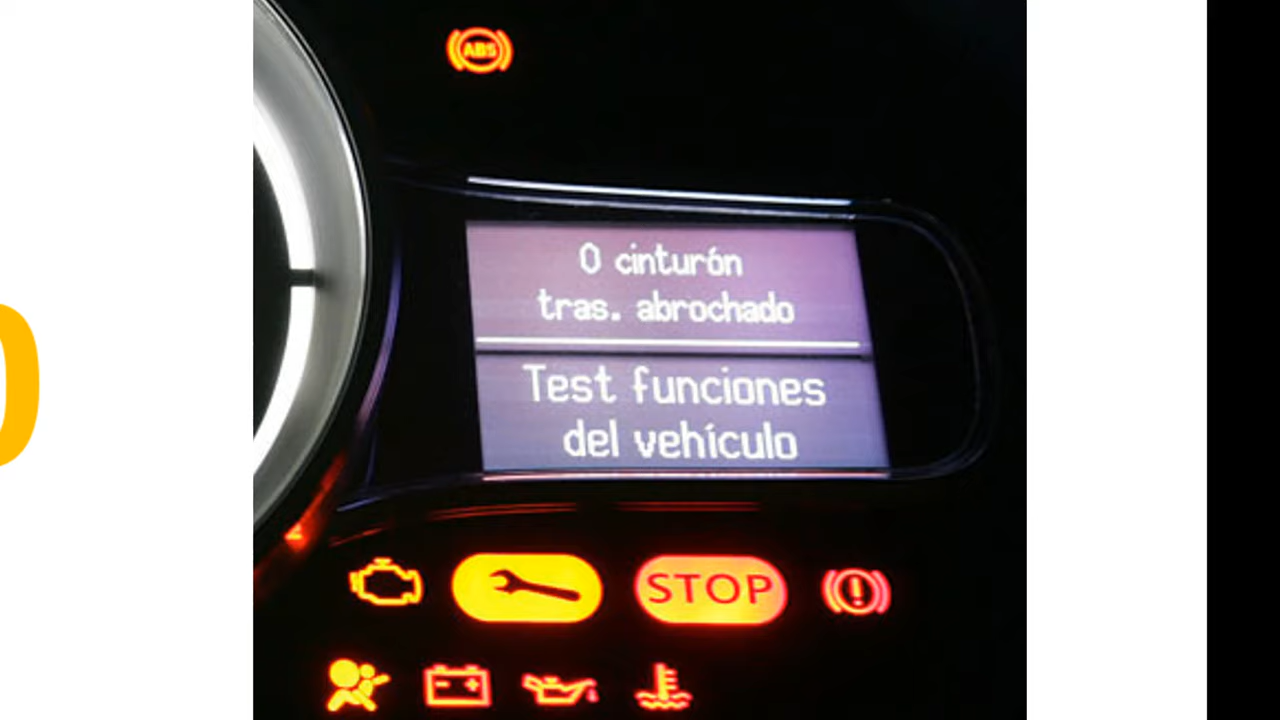 ABS
0 cinturón
tras. abrochado
Test funciones
del vehículo
STOP